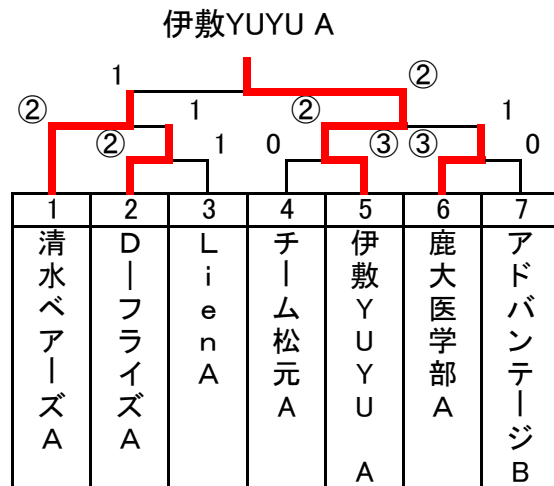 伊敷YUYU A
1 ②
② 1 ② 1
② 1 0 ③ ③ 0
1 2 3 4 5 6 7
清水ベアーズA
D－フライズA
LienA
チーム松元A
伊敷YUYU A
鹿大医学部A
アドバンテージB